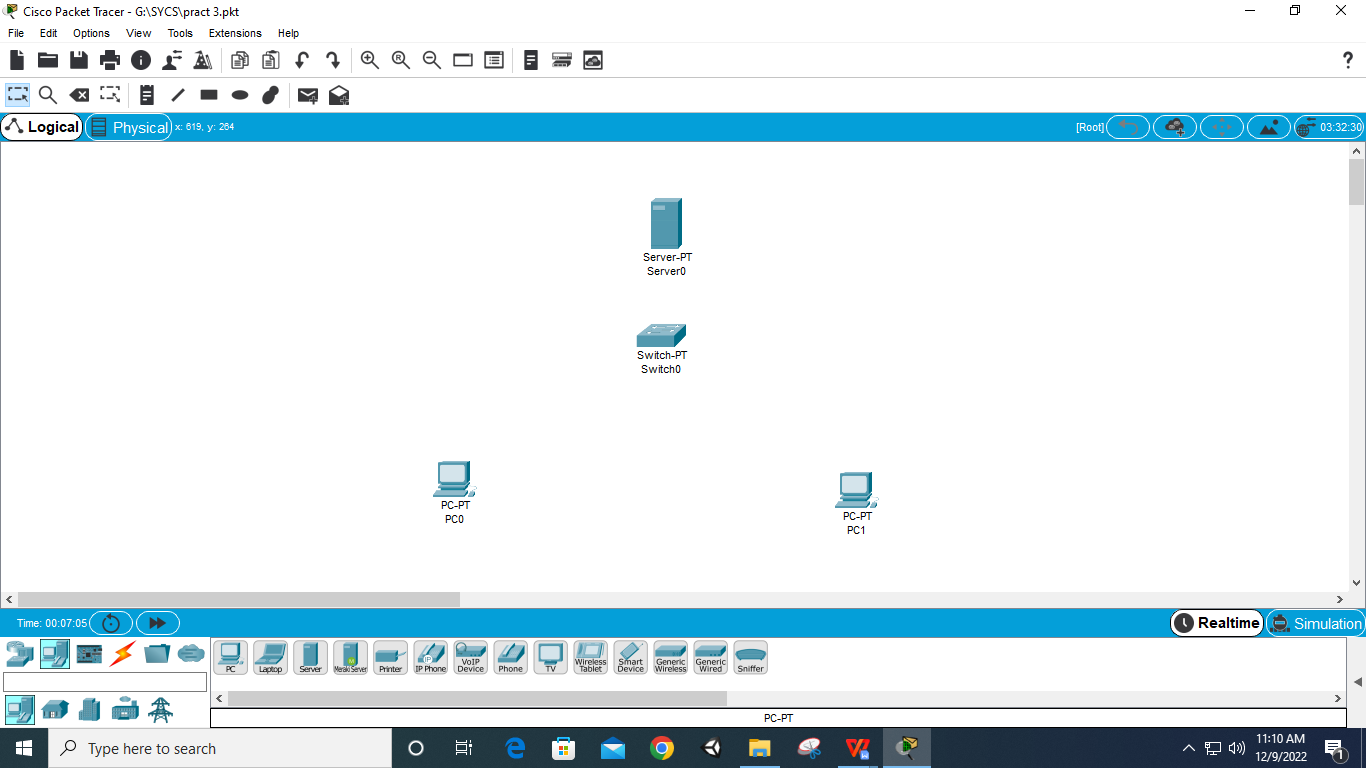 Cisco Packet Tracer - G:\SYCS\pract 3.pkt
File Edit Options View Tools Extensions Help
?
Logical Physical x: 619, y: 264 [Root] 03:32:30
Server-PT
Server0
Switch-PT
Switch0
PC-PT
PC0
PC-PT
PC1
Time: 00:07:05 Realtime Simulation
PC Laptop Server Meraki Server Printer IP Phone VoIP Device Phone TV Wireless Tablet Smart Device Generic Wireless Generic Wired Sniffer
PC-PT
Type here to search
11:10 AM
12/9/2022
1